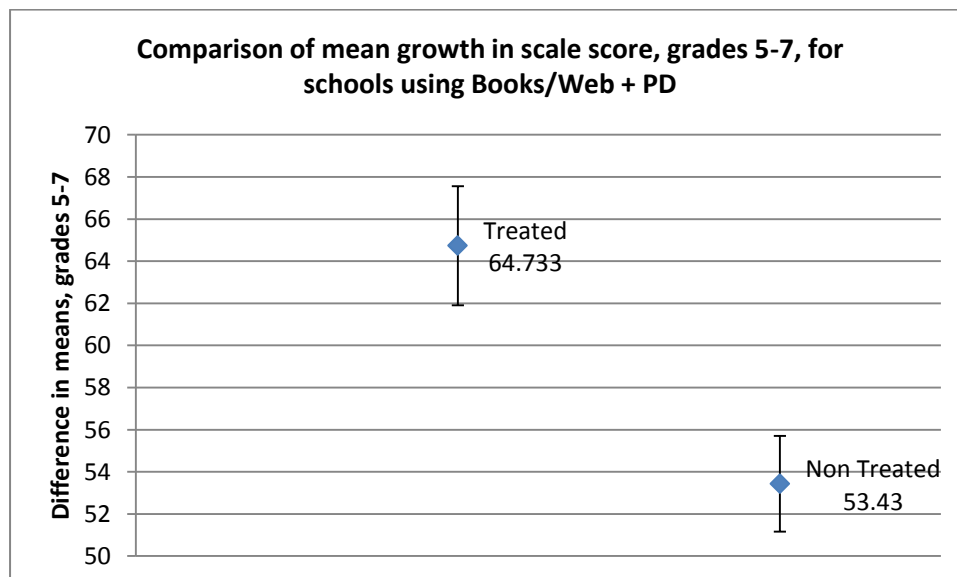 Comparison of mean growth in scale score, grades 5-7, for
schools using Books/Web + PD
Difference in means, grades 5-7
70
68
66
64
62
60
58
56
54
52
50
Treated
64.733
Non Treated
53.43